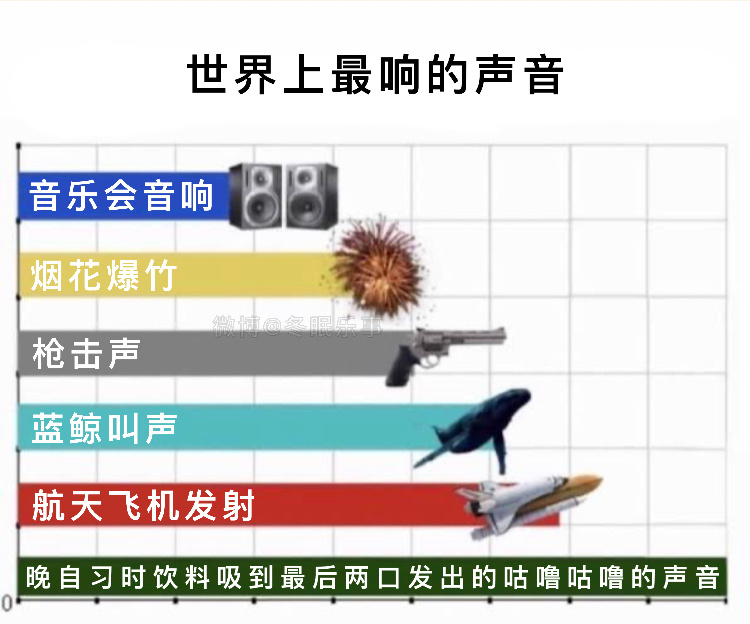 世界上最响的声音
音乐会音响
烟花爆竹
微博@冬眠乐事
枪击声
蓝鲸叫声
航天飞机发射
晚自习时饮料吸到最后两口发出的咕噜咕噜的声音
0